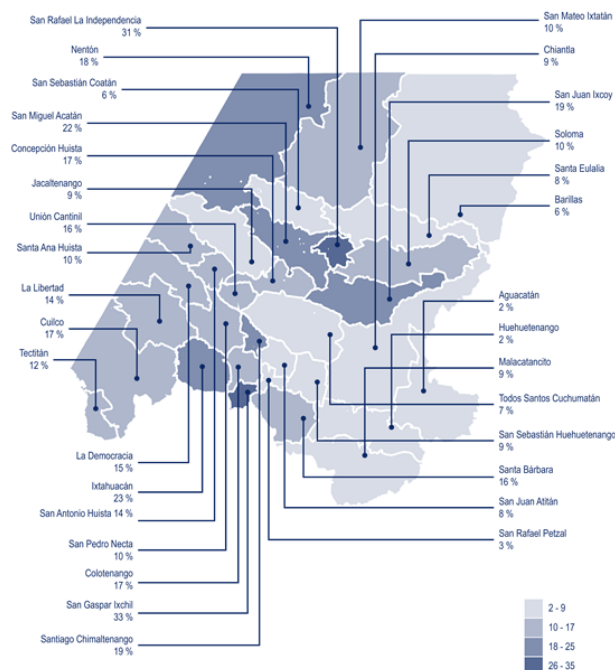 San Rafael La Independencia
31 %
Nentón
18 %
San Sebastián Coatán
6 %
San Miguel Acatán
22 %
Concepción Huista
17 %
Jacaltenango
9 %
Unión Cantinil
16 %
Santa Ana Huista
10 %
La Libertad
14 %
Cuilco
17 %
Tectitán
12 %
La Democracia
15 %
Ixtahuacán
23 %
San Antonio Huista 14 %
San Pedro Necta
10 %
Colotenango
17 %
San Gaspar Ixchil
33 %
Santiago Chimaltenango
19 %
San Mateo Ixtatán
10 %
Chiantla
9 %
San Juan Ixcoy
19 %
Soloma
10 %
Santa Eulalia
8 %
Barillas
6 %
Aguacatán
2 %
Huehuetenango
2 %
Malacatancito
9 %
Todos Santos Cuchumatán
7 %
San Sebastián Huehuetenango
9 %
Santa Bárbara
16 %
San Juan Atitán
8 %
San Rafael Petzal
3 %
2 - 9
10 - 17
18 - 25
26 - 35